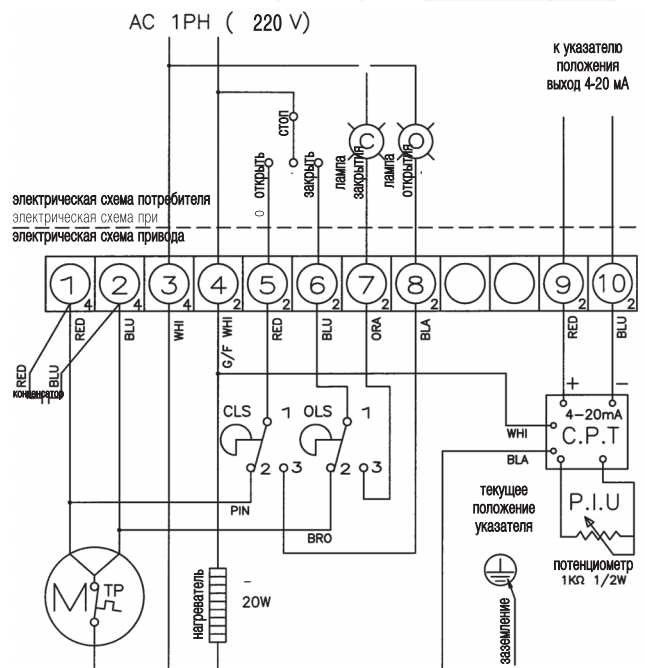 AC 1PH ( 220 V)
к указателю
положения
выход 4-20 мА
стоп
открыть
закрыть
лампа
закрытия
лампа
открытия
C
O
электрическая схема потребителя
электрическая схема при
электрическая схема привода
o
1 2 3 4 5 6 7 8 9 10
4 4 4 2 2 2 2 2 2 2
RED BLU WHI G/F WHI RED BLU ORA BLA RED BLU
RED BLU
конденсатор
+ −
4-20mA
C.P.T
WHI
BLA
CLS 1 OLS 1
2 3 2 3
PIN
BRO
текущее
положение
указателя
P.I.U
потенциометр
1KΩ 1/2W
M TP
нагреватель
−
20W
заземление